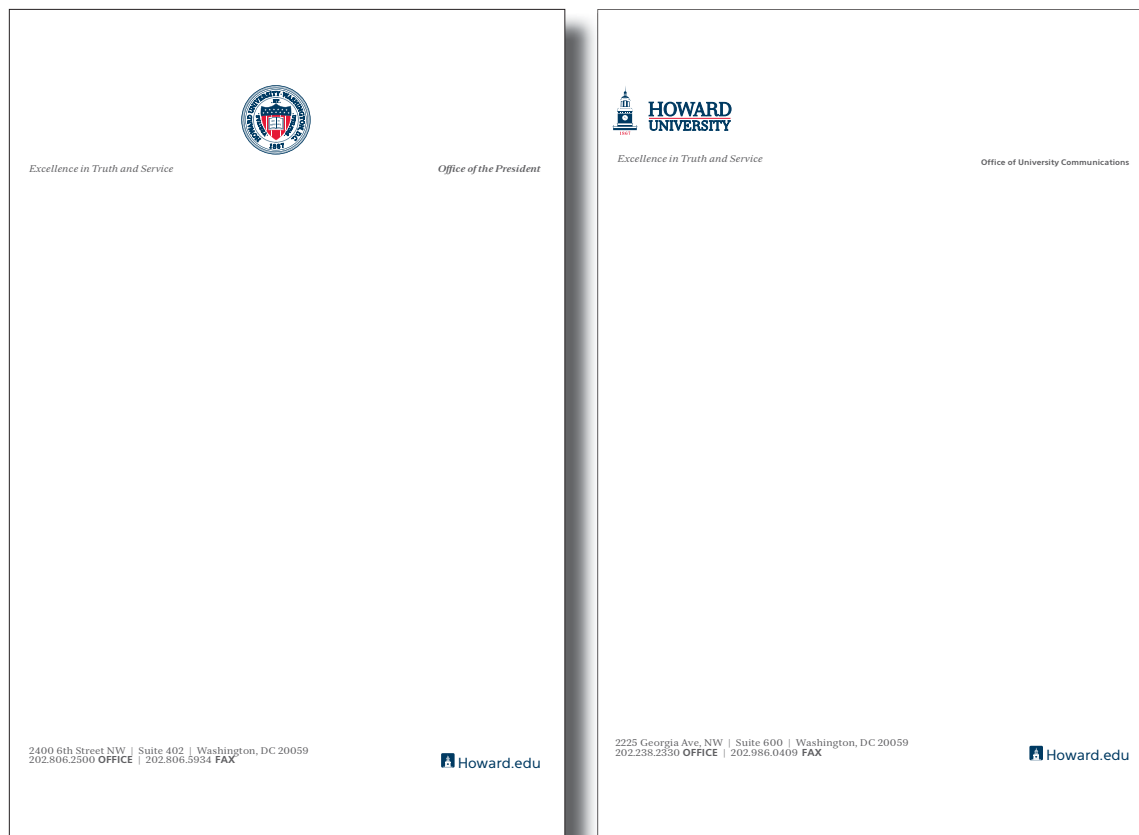 HOWARD UNIVERSITY · WASHINGTON D.C.
1867
Excellence in Truth and Service
Office of the President
2400 6th Street NW | Suite 402 | Washington, DC 20059
202.806.2500 OFFICE | 202.806.5934 FAX
Howard.edu
HOWARD
UNIVERSITY
1867
Excellence in Truth and Service
Office of University Communications
2225 Georgia Ave, NW | Suite 600 | Washington, DC 20059
202.238.2330 OFFICE | 202.986.0409 FAX
Howard.edu